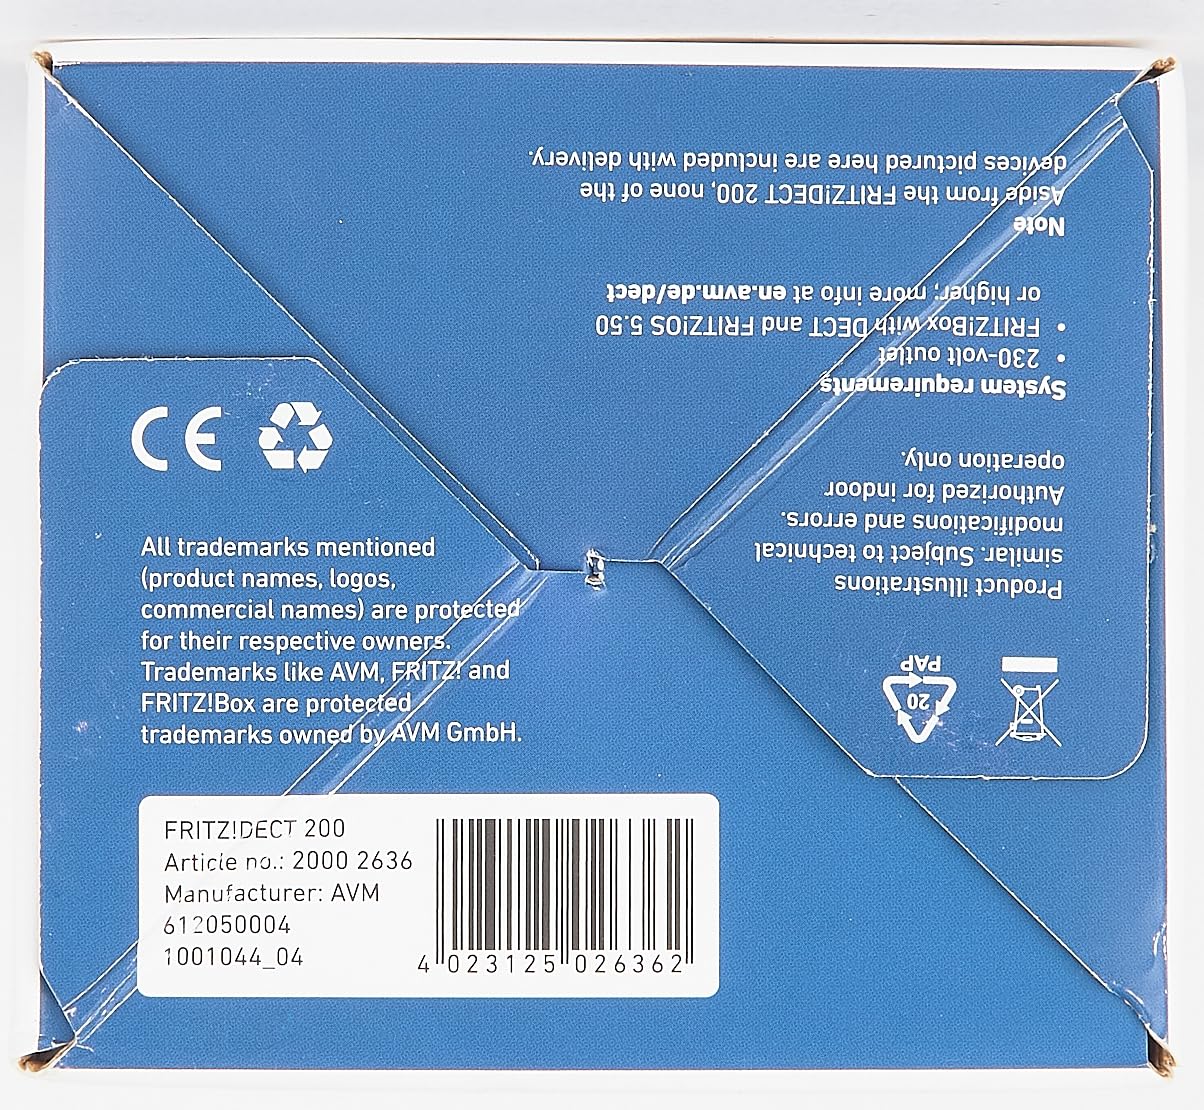 All trademarks mentioned
(product names, logos,
commercial names) are protected
for their respective owners.
Trademarks like AVM, FRITZ! and
FRITZ!Box are protected
trademarks owned by AVM GmbH.
FRITZ!DECT 200
Article no.: 2000 2636
Manufacturer: AVM
612050004
1001044_04
4 023125 026362
20
PAP
Product illustrations
similar. Subject to technical
modifications and errors.
Authorized for indoor
operation only.
System requirements
• 230-volt outlet
• FRITZ!Box with DECT and FRITZ!OS 5.50
or higher; more info at en.avm.de/dect
Note
Aside from the FRITZ!DECT 200, none of the
devices pictured here are included with delivery.
CE